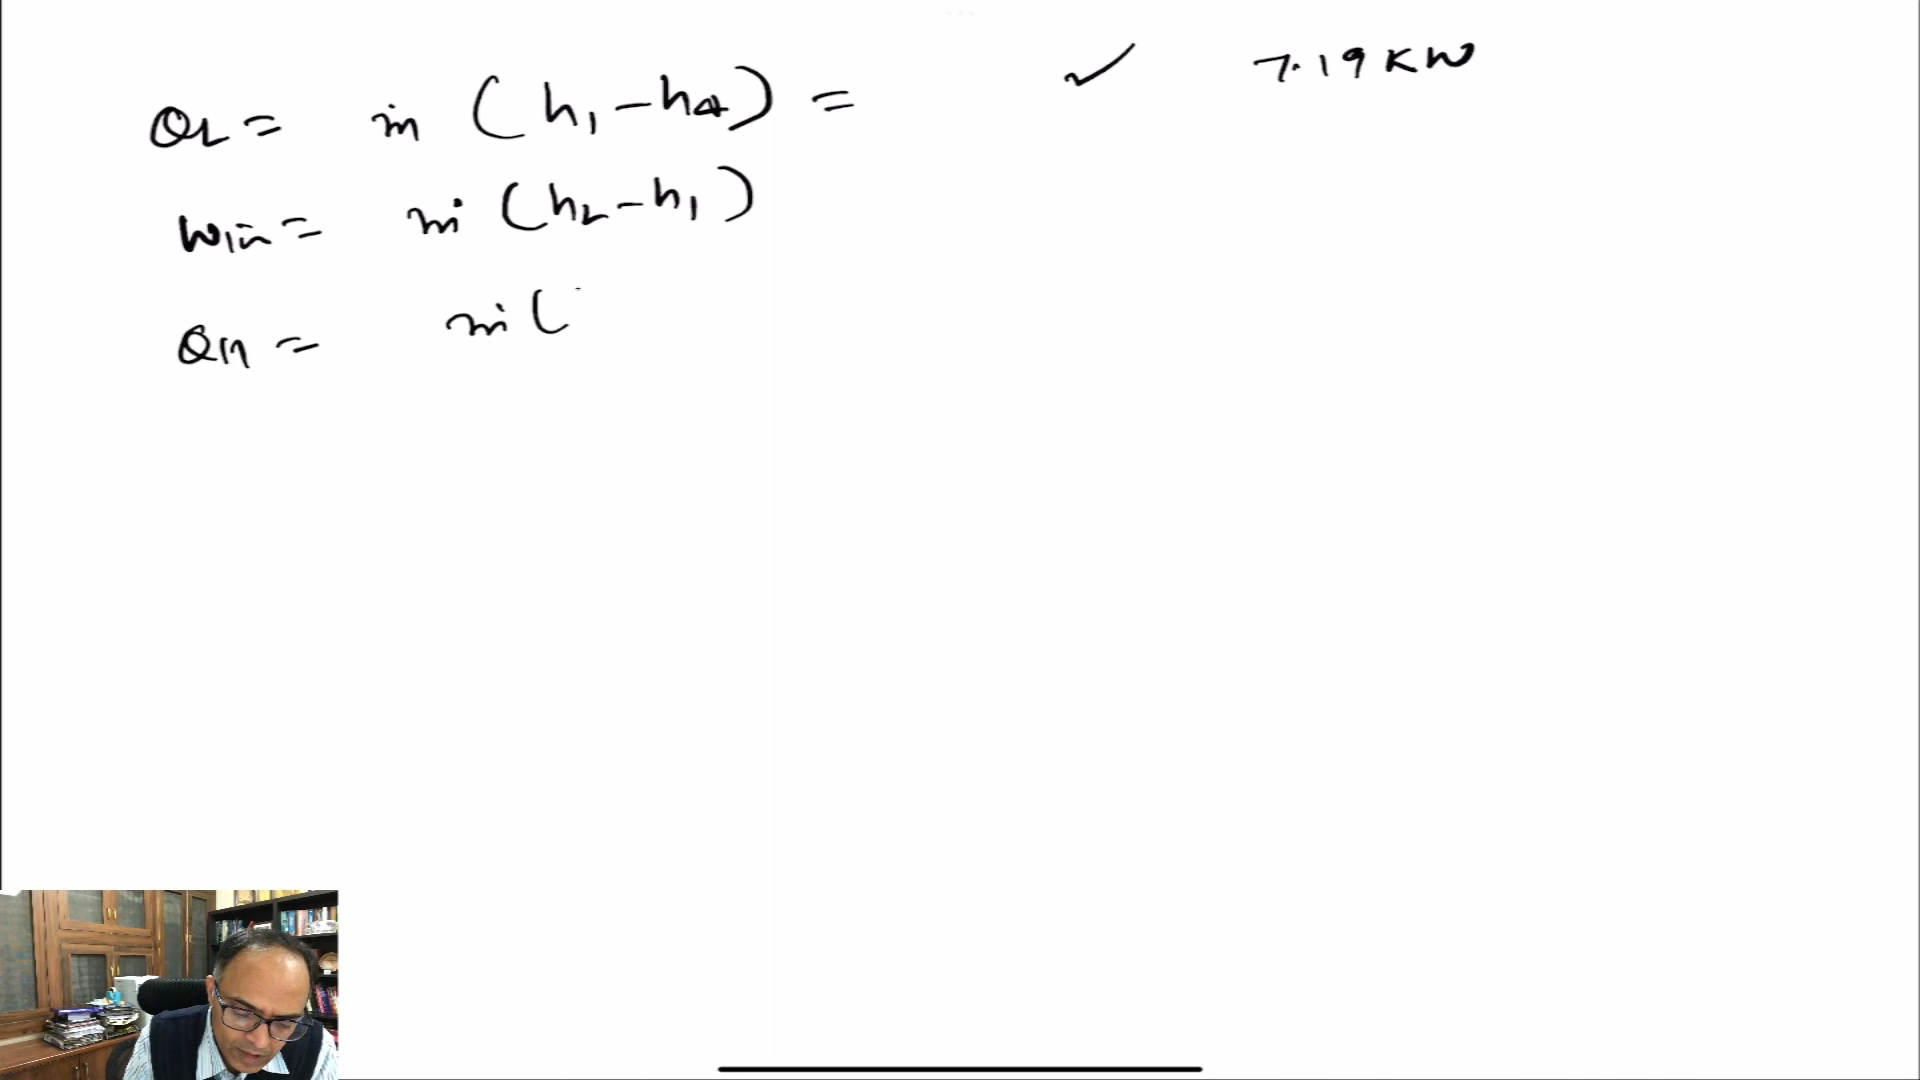 QL = ṁ (h1 - h4) = ✓ 7.19 KW
Win = ṁ (h2 - h1)
QH = ṁ (